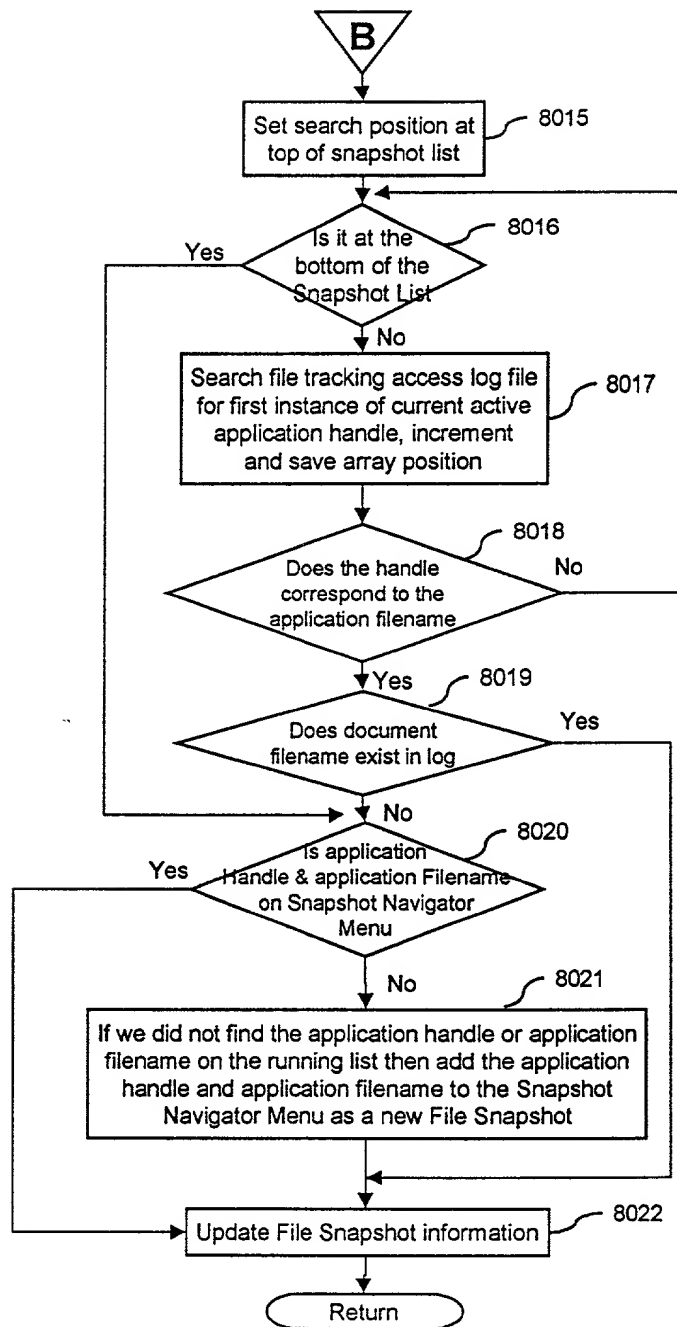 B
Set search position at
top of snapshot list
8015
8016
Yes
Is it at the
bottom of the
Snapshot List
No
Search file tracking access log file
for first instance of current active
application handle, increment
and save array position
8017
8018
Does the handle
correspond to the
application filename
No
Yes
8019
Does document
filename exist in log
Yes
No
8020
Yes
Is application
Handle & application Filename
on Snapshot Navigator
Menu
No
8021
If we did not find the application handle or application
filename on the running list then add the application
handle and application filename to the Snapshot
Navigator Menu as a new File Snapshot
Update File Snapshot information
8022
Return